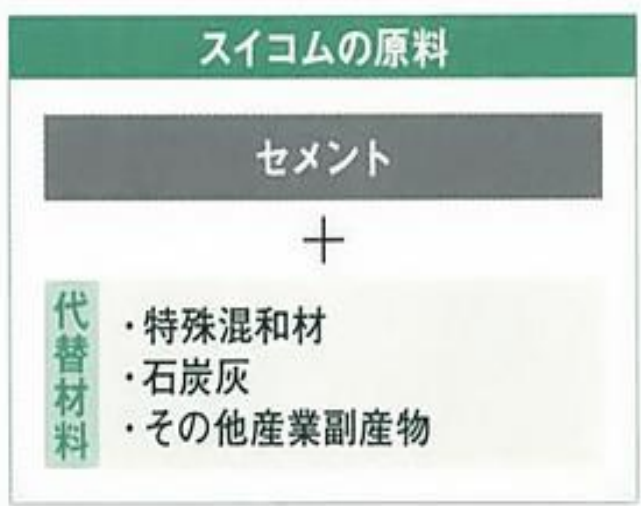 スイコムの原料
セメント
+
代替材料
・特殊混和材
・石炭灰
・その他産業副産物